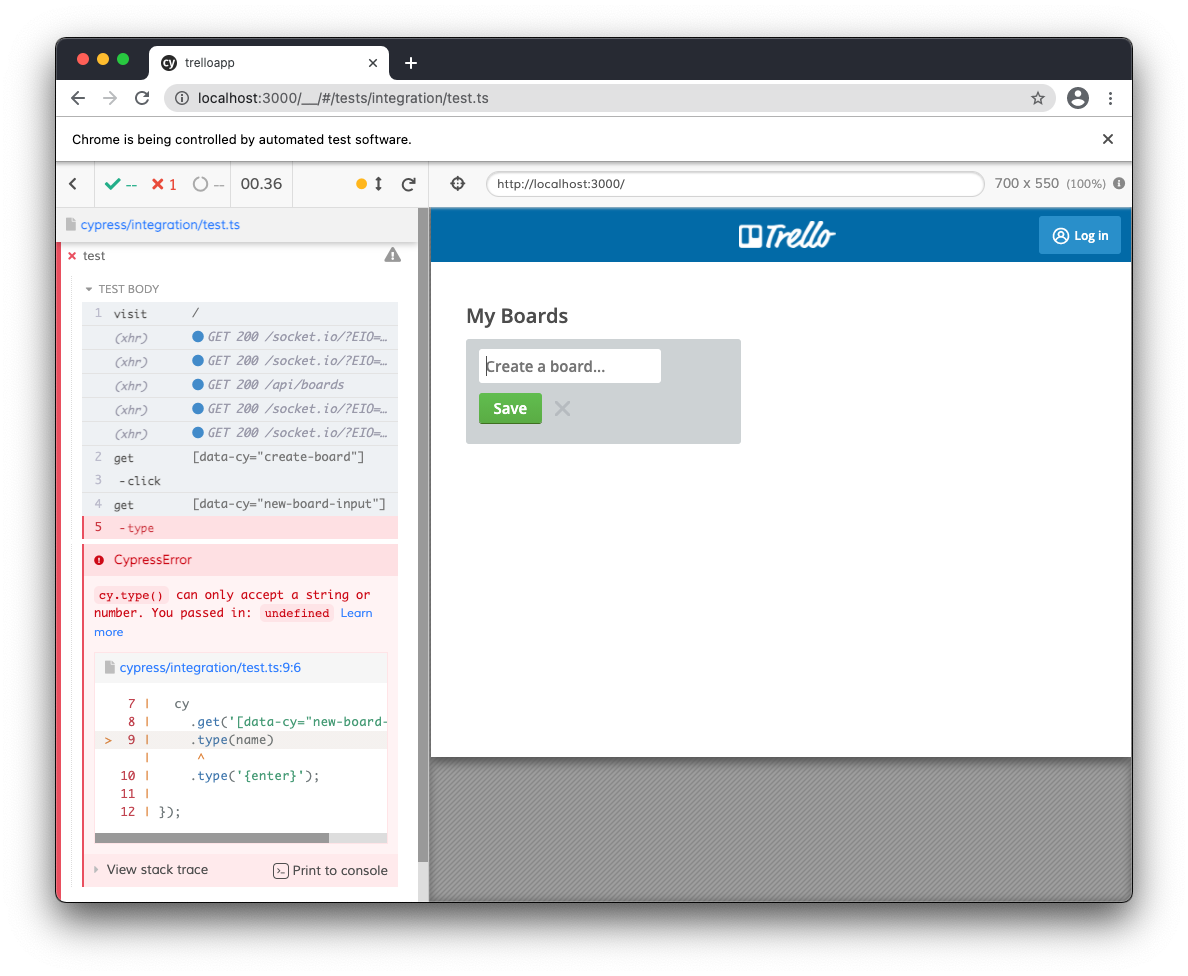 cy trelloapp
localhost:3000/__/#/tests/integration/test.ts
Chrome is being controlled by automated test software.
-- 1 -- 00.36
http://localhost:3000/ 700 x 550 (100%)
cypress/integration/test.ts
test
TEST BODY
1 visit /
(xhr) GET 200 /socket.io/?EIO=…
(xhr) GET 200 /socket.io/?EIO=…
(xhr) GET 200 /api/boards
(xhr) GET 200 /socket.io/?EIO=…
(xhr) GET 200 /socket.io/?EIO=…
2 get [data-cy="create-board"]
3 -click
4 get [data-cy="new-board-input"]
5 -type
CypressError
cy.type() can only accept a string or
number. You passed in: undefined Learn
more
cypress/integration/test.ts:9:6
7 | cy
8 | .get('[data-cy="new-board-
> 9 | .type(name)
| ^
10 | .type('{enter}');
11 |
12 | });
View stack trace Print to console
Trello
Log in
My Boards
Create a board...
Save